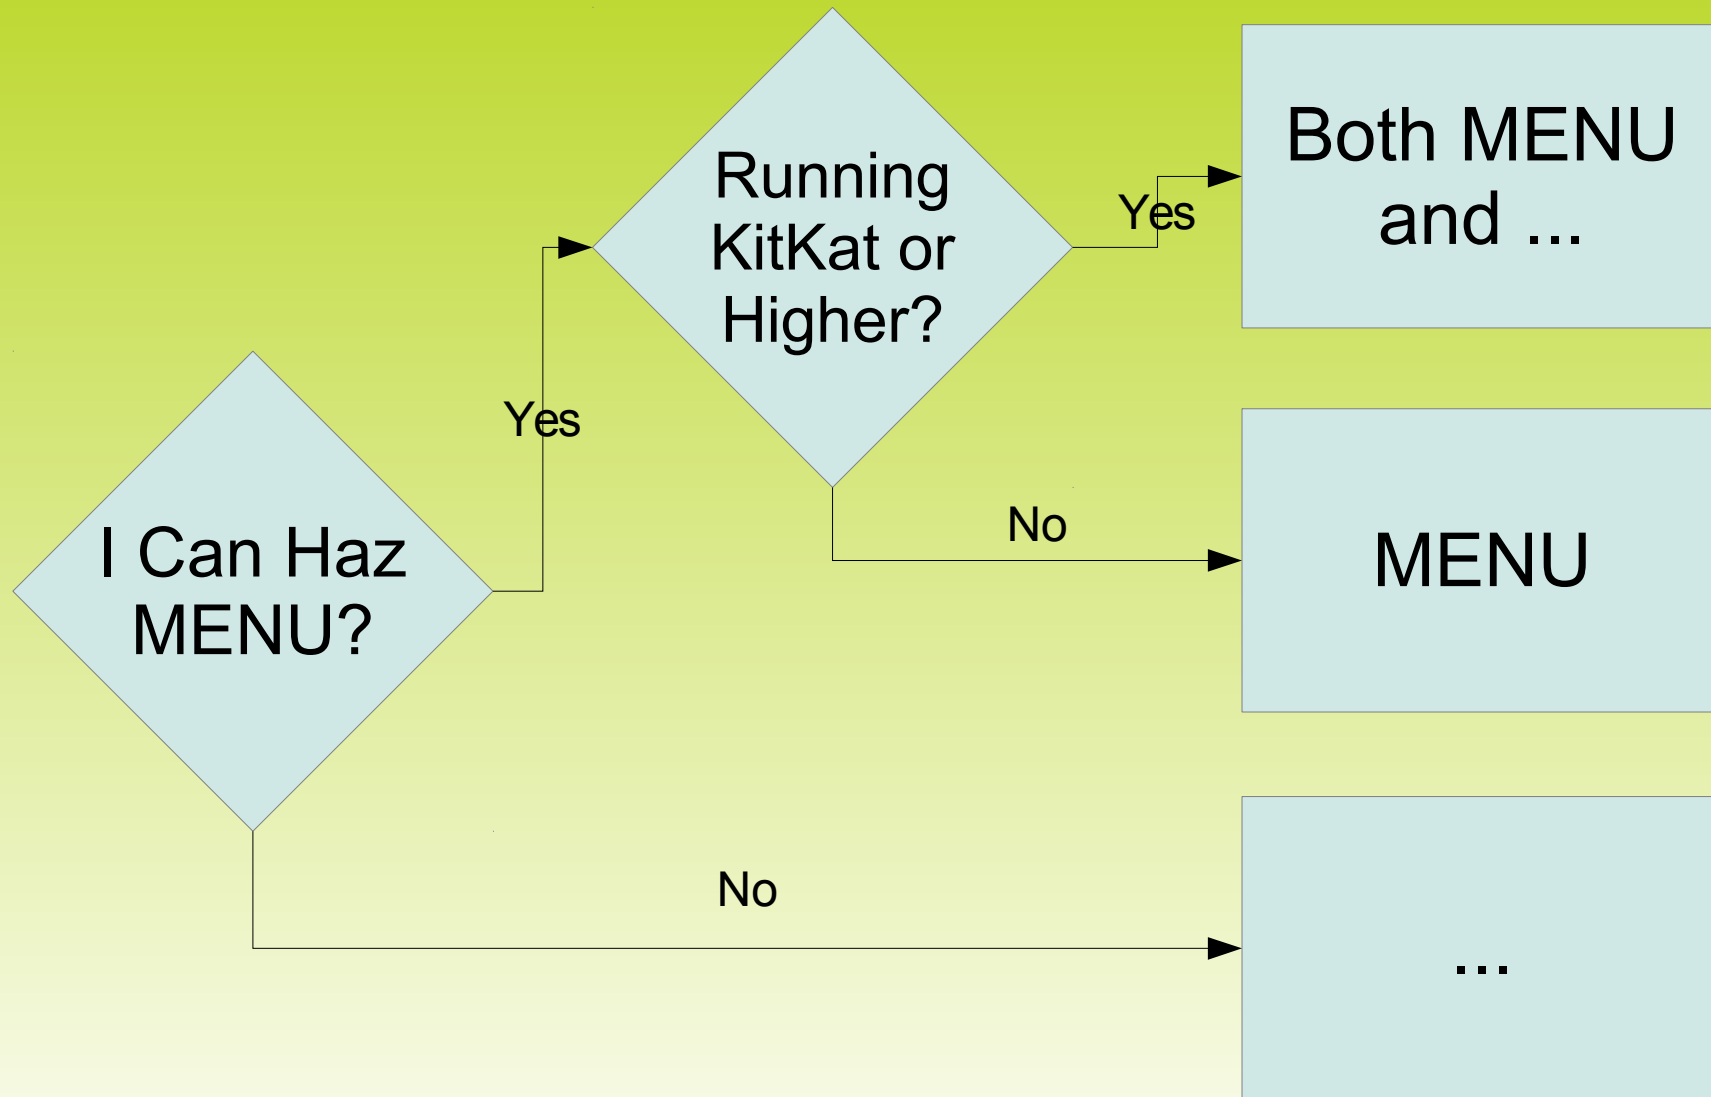 I Can Haz
MENU?
Yes
Running
KitKat or
Higher?
Yes
Both MENU
and ...
No
MENU
No
...